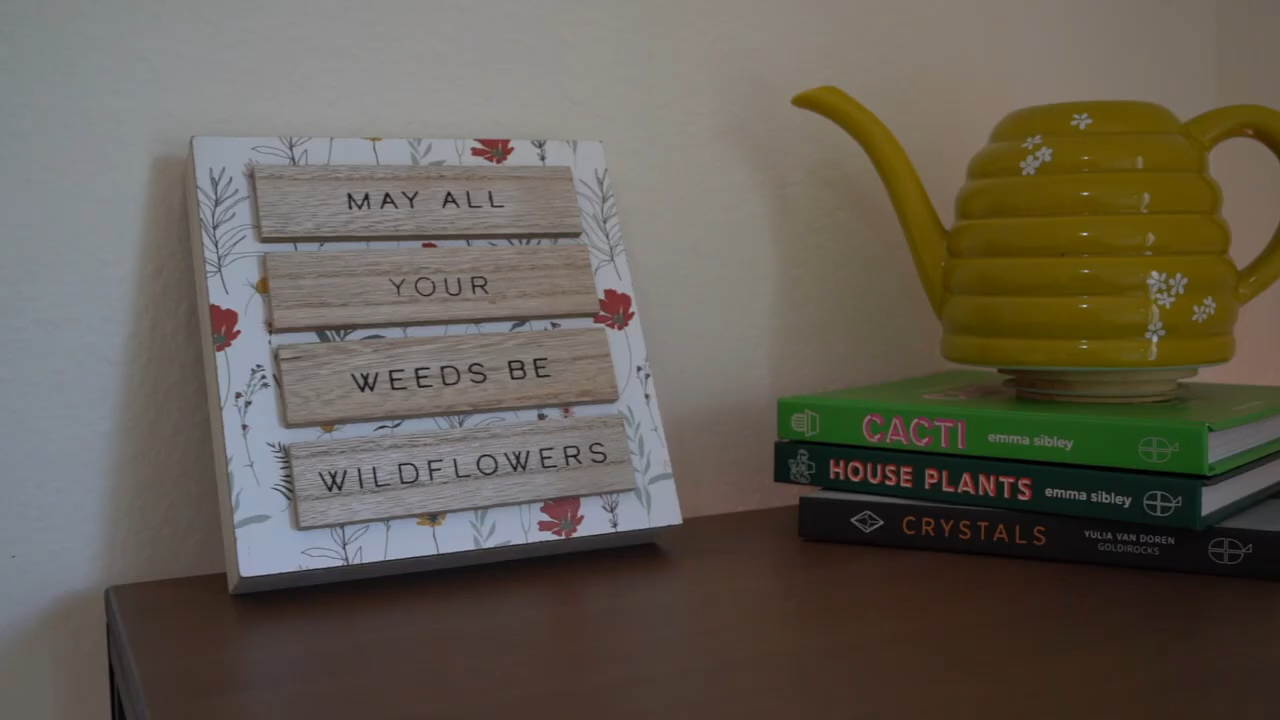 MAY ALL
YOUR
WEEDS BE
WILDFLOWERS
CACTI emma sibley
HOUSE PLANTS emma sibley
CRYSTALS YULIA VAN DOREN
GOLDIROCKS